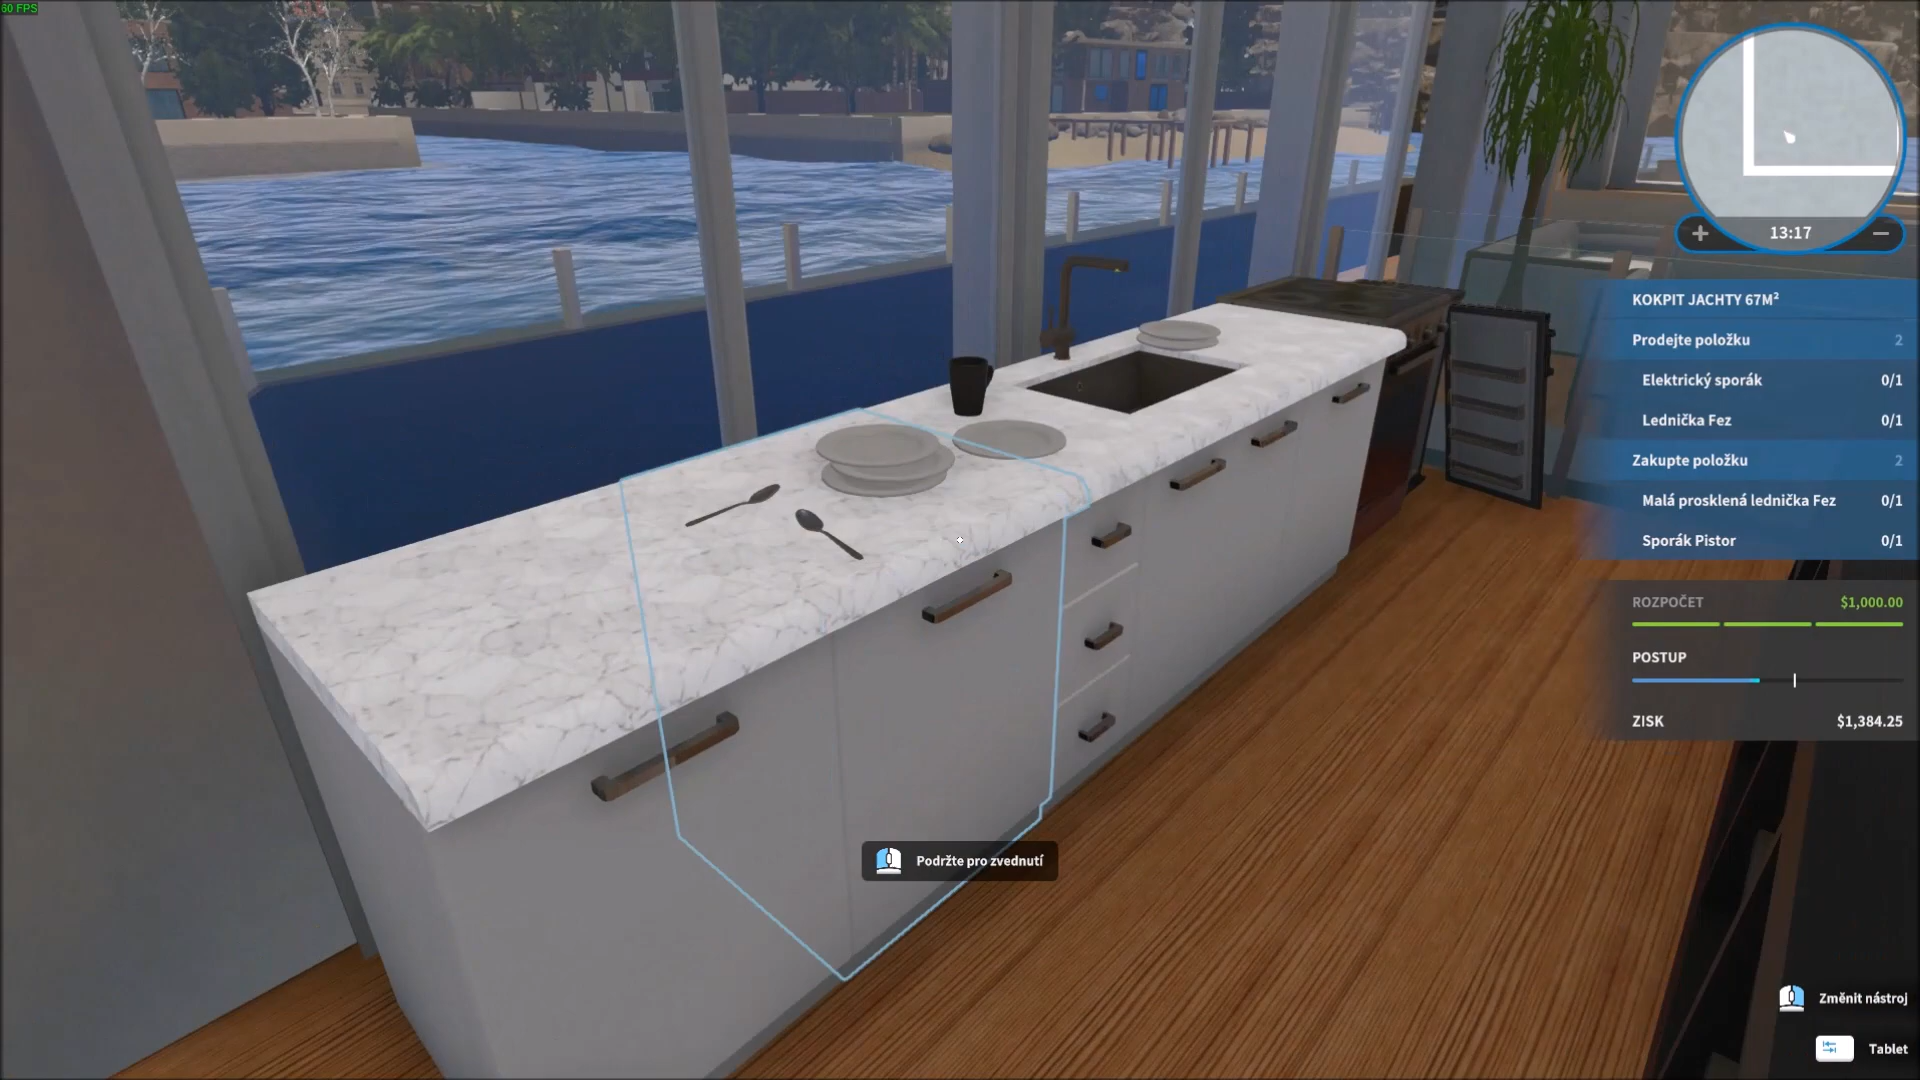 60 FPS
13:17
KOKPIT JACHTY 67M²
Prodejte položku 2
Elektrický sporák 0/1
Lednička Fez 0/1
Zakupte položku 2
Malá prosklená lednička Fez 0/1
Sporák Pistor 0/1
ROZPOČET $1,000.00
POSTUP
ZISK $1,384.25
Podržte pro zvednutí
Změnit nástroj
Tablet